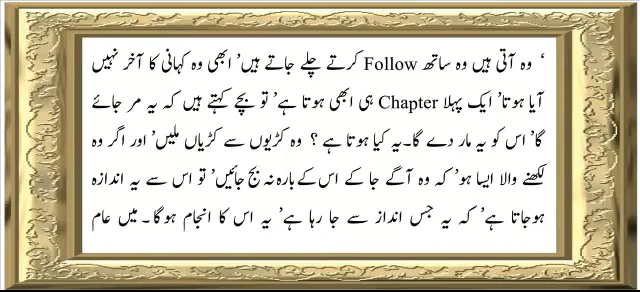 ‘ وہ آتی ہیں وہ ساتھ Follow کرتے چلے جاتے ہیں’ ابھی وہ کہانی کا آخر نہیں
آیا ہوتا’ ایک پہلا Chapter ہی ابھی ہوتا ہے’ تو بچے کہتے ہیں کہ یہ مر جائے
گا’ اس کو یہ مار دے گا۔یہ کیا ہوتا ہے ؟ وہ کڑیوں سے کڑیاں ملیں’ اور اگر وہ
لکھنے والا ایسا ہو’ کہ وہ آگے جا کے اس کے بارہ نہ بج جائیں’ تو اس سے یہ اندازہ
ہوجاتا ہے’ کہ یہ جس انداز سے جا رہا ہے’ یہ اس کا انجام ہوگا۔ میں عام